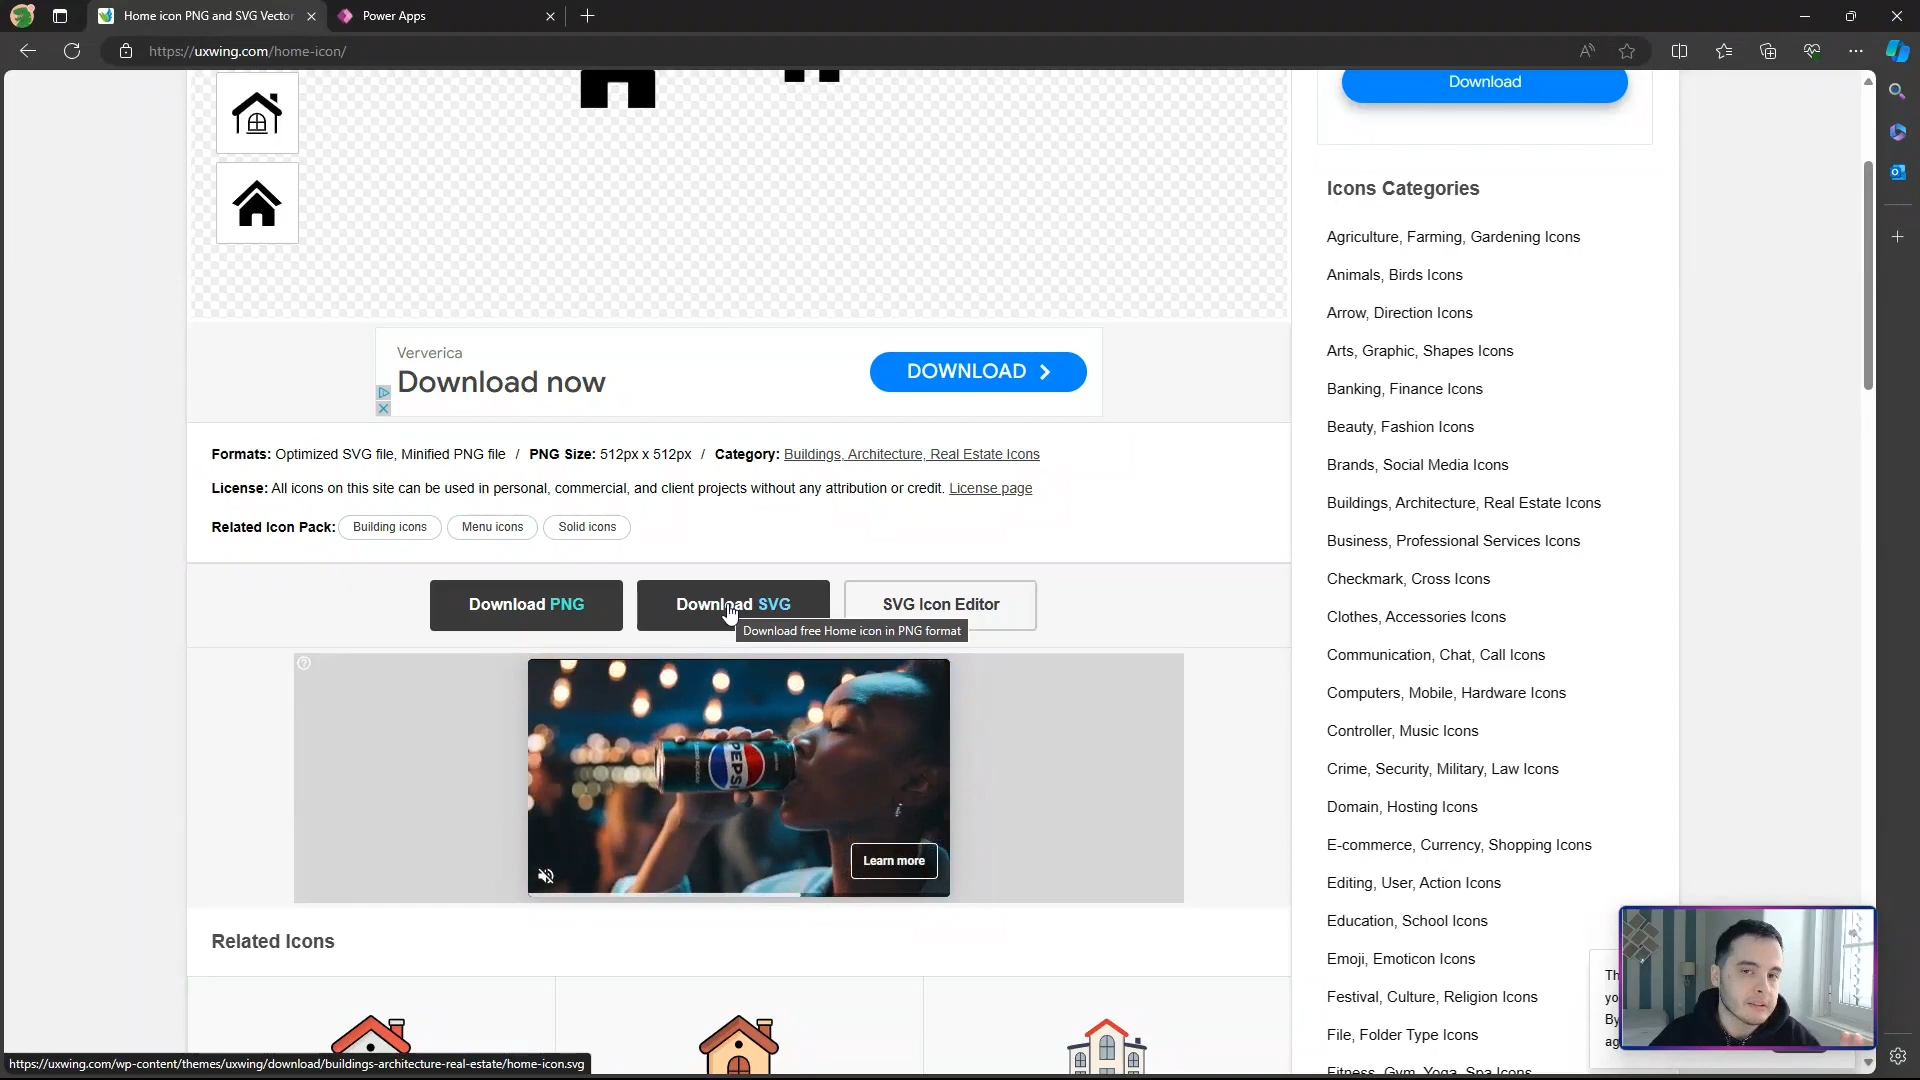 Home icon PNG and SVG Vector
Power Apps
https://uxwing.com/home-icon/
Download
Icons Categories
Agriculture, Farming, Gardening Icons
Animals, Birds Icons
Arrow, Direction Icons
Arts, Graphic, Shapes Icons
Banking, Finance Icons
Beauty, Fashion Icons
Brands, Social Media Icons
Buildings, Architecture, Real Estate Icons
Business, Professional Services Icons
Checkmark, Cross Icons
Clothes, Accessories Icons
Communication, Chat, Call Icons
Computers, Mobile, Hardware Icons
Controller, Music Icons
Crime, Security, Military, Law Icons
Domain, Hosting Icons
E-commerce, Currency, Shopping Icons
Editing, User, Action Icons
Education, School Icons
Emoji, Emoticon Icons
Festival, Culture, Religion Icons
File, Folder Type Icons
Fitness, Gym, Yoga, Spa Icons
Ververica
Download now
DOWNLOAD
Formats: Optimized SVG file, Minified PNG file / PNG Size: 512px x 512px / Category: Buildings, Architecture, Real Estate Icons
License: All icons on this site can be used in personal, commercial, and client projects without any attribution or credit. License page
Related Icon Pack: Building icons Menu icons Solid icons
Download PNG
Download SVG
SVG Icon Editor
Download free Home icon in PNG format
PEPSI
Learn more
Related Icons
https://uxwing.com/wp-content/themes/uxwing/download/buildings-architecture-real-estate/home-icon.svg